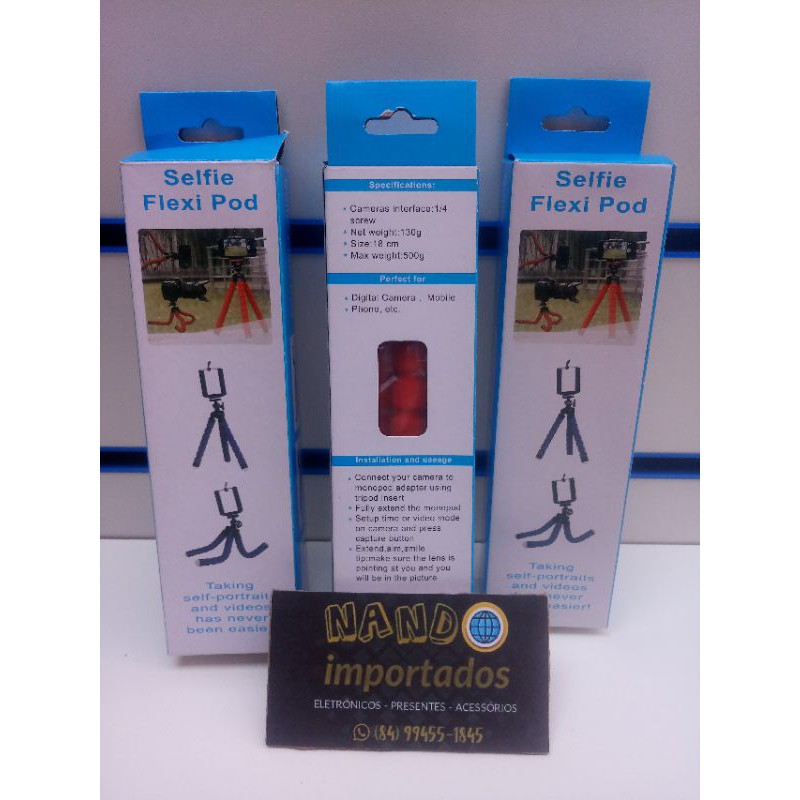 Selfie
Flexi Pod
Taking
self-portrait
and videos
has never
been easie
Specifications:
Cameras interface:1/4
screw
Net weight:130g
Size:18 cm
Max weight:500g
Perfect for
Digital Camera , Mobile
Phone, etc.
Installation and useage
Connect your camera to
monopod adapter using
tripod insert
Fully extend the monopod
Setup time or video mode
on camera and press
capture button
Extend,aim,smile
tip:make sure the lens is
pointing at you and you
will be in the picture
Selfie
Flexi Pod
Taking
self-portraits
and videos
never
easier!
NANDO
importados
ELETRÔNICOS - PRESENTES - ACESSÓRIOS
(84) 99455-1845